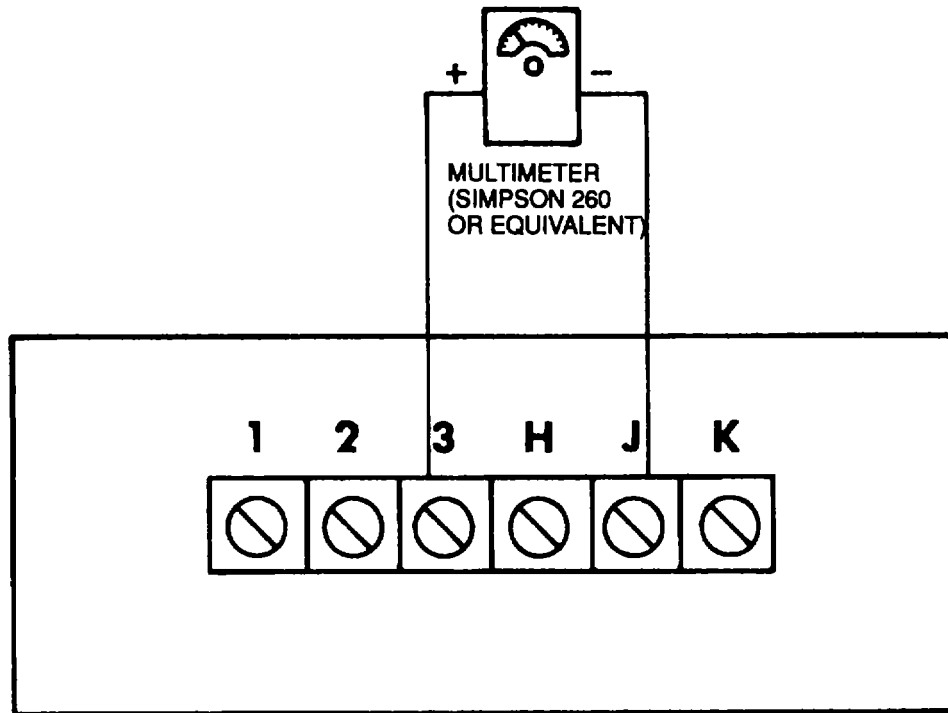 + −
MULTIMETER
(SIMPSON 260
OR EQUIVALENT)
1 2 3 H J K